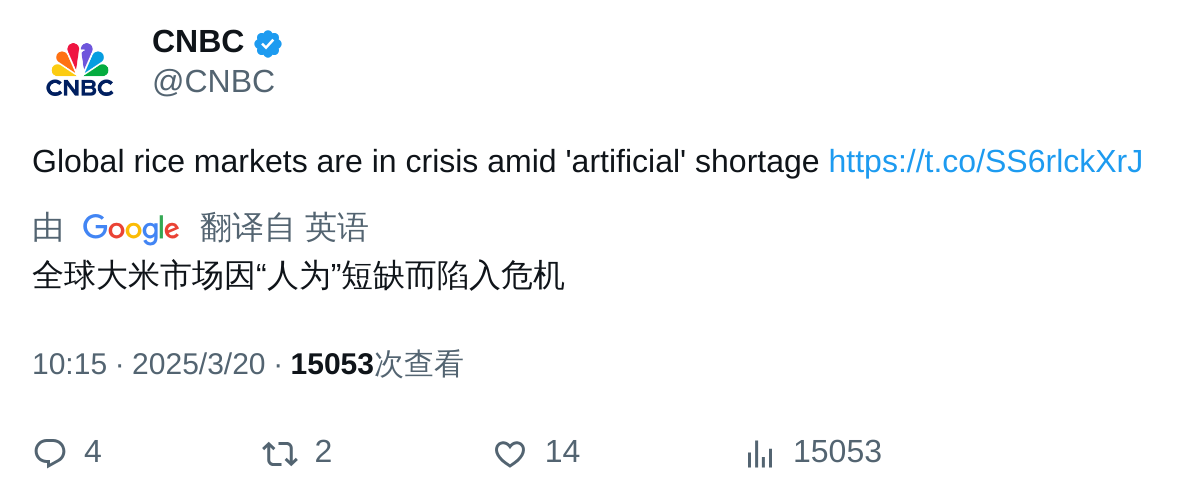 CNBC
@CNBC
CNBC
Global rice markets are in crisis amid 'artificial' shortage https://t.co/SS6rlckXrJ
由 Google 翻译自 英语
全球大米市场因“人为”短缺而陷入危机
10:15 · 2025/3/20 · 15053次查看
4 2 14 15053